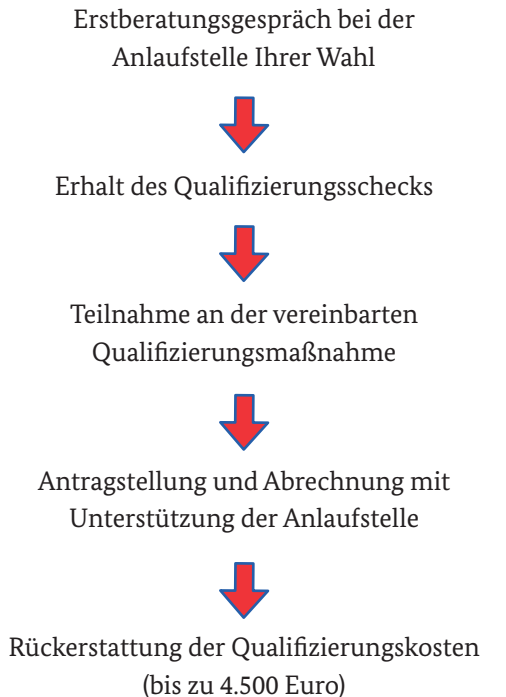 Erstberatungsgespräch bei der
Anlaufstelle Ihrer Wahl
Erhalt des Qualifizierungsschecks
Teilnahme an der vereinbarten
Qualifizierungsmaßnahme
Antragstellung und Abrechnung mit
Unterstützung der Anlaufstelle
Rückerstattung der Qualifizierungskosten
(bis zu 4.500 Euro)